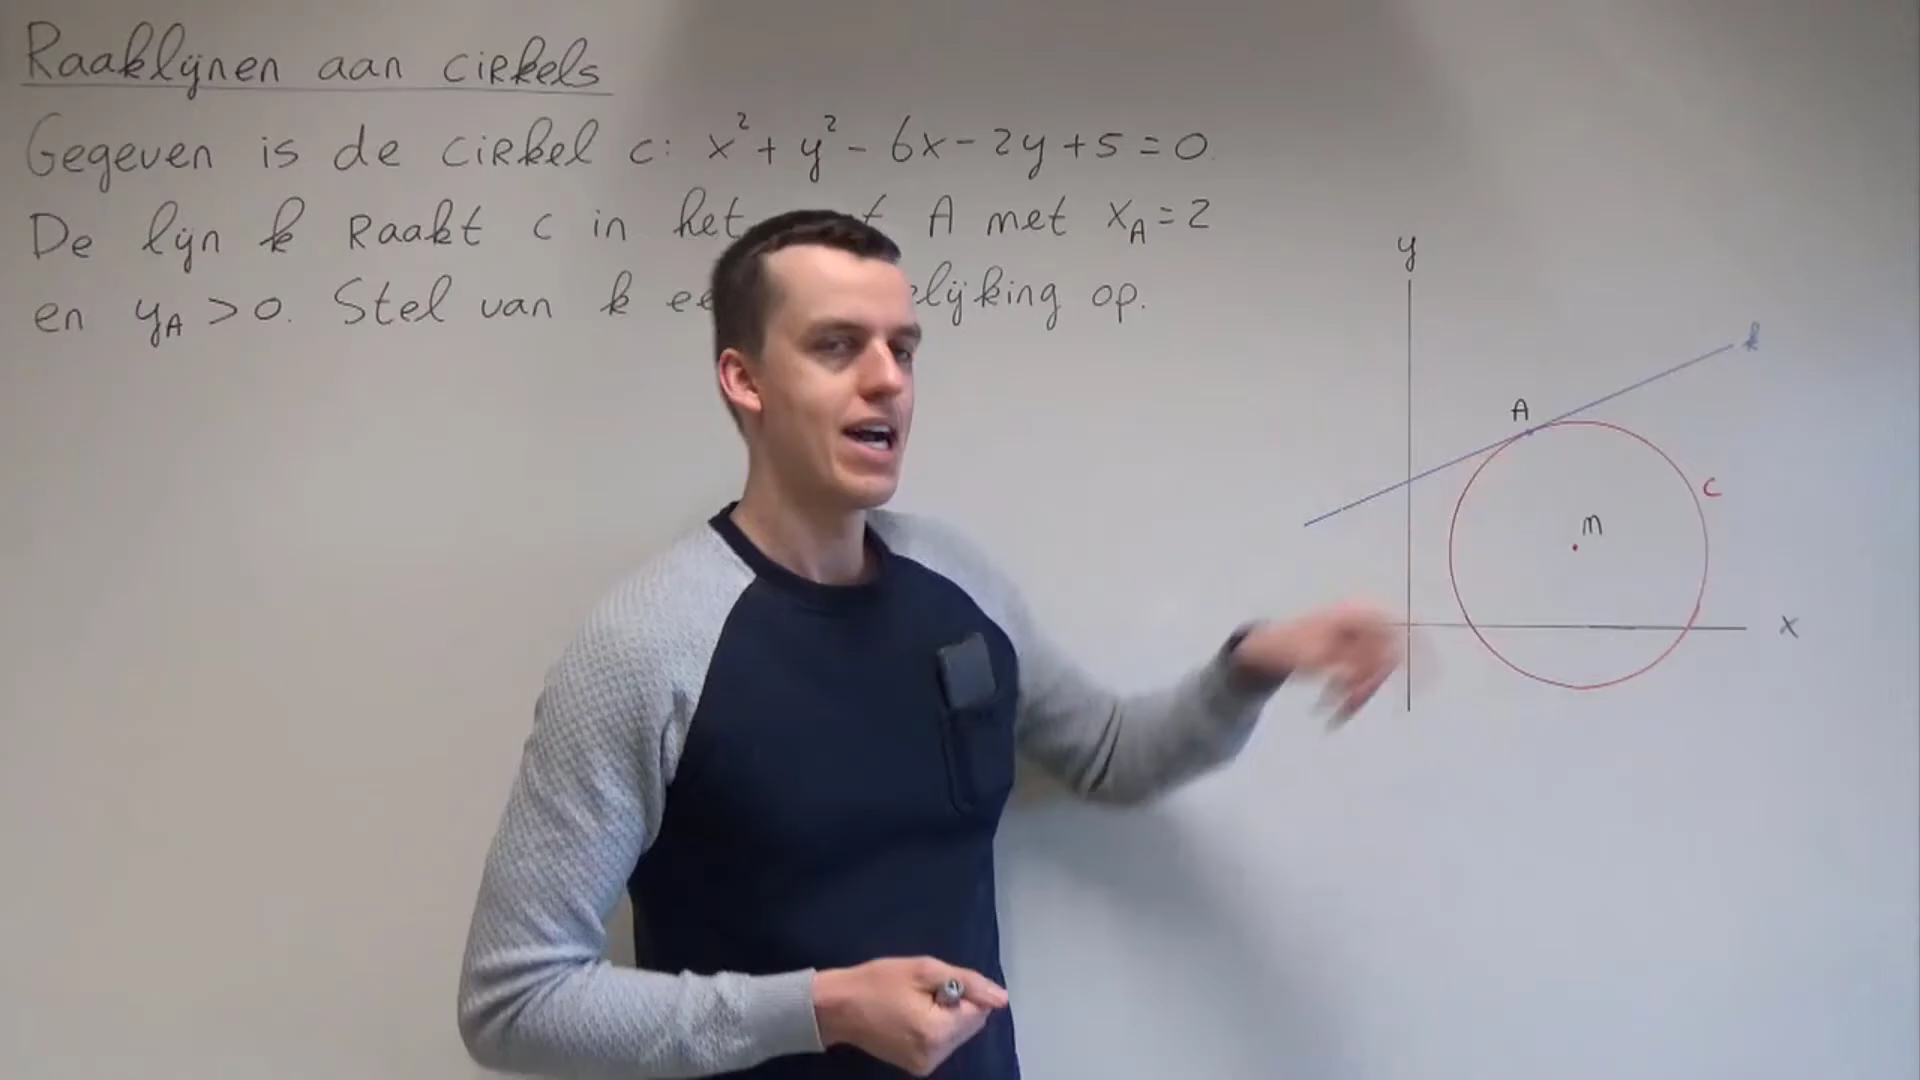 Raaklijnen aan cirkels
Gegeven is de cirkel c: x² + y² - 6x - 2y + 5 = 0.
De lijn k raakt c in het A met x_A = 2
en y_A > 0. Stel van k op.
y
k
A
c
M
x